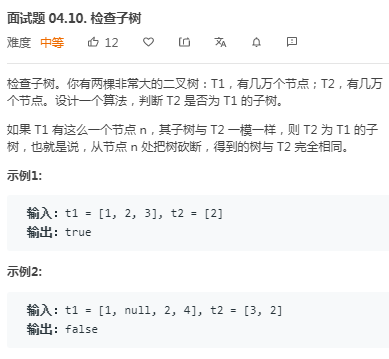 面试题 04.10. 检查子树
难度 中等 12
检查子树。你有两棵非常大的二叉树：T1，有几万个节点；T2，有几万
个节点。设计一个算法，判断 T2 是否为 T1 的子树。
如果 T1 有这么一个节点 n，其子树与 T2 一模一样，则 T2 为 T1 的子
树，也就是说，从节点 n 处把树砍断，得到的树与 T2 完全相同。
示例1:
输入：t1 = [1, 2, 3], t2 = [2]
输出：true
示例2:
输入：t1 = [1, null, 2, 4], t2 = [3, 2]
输出：false